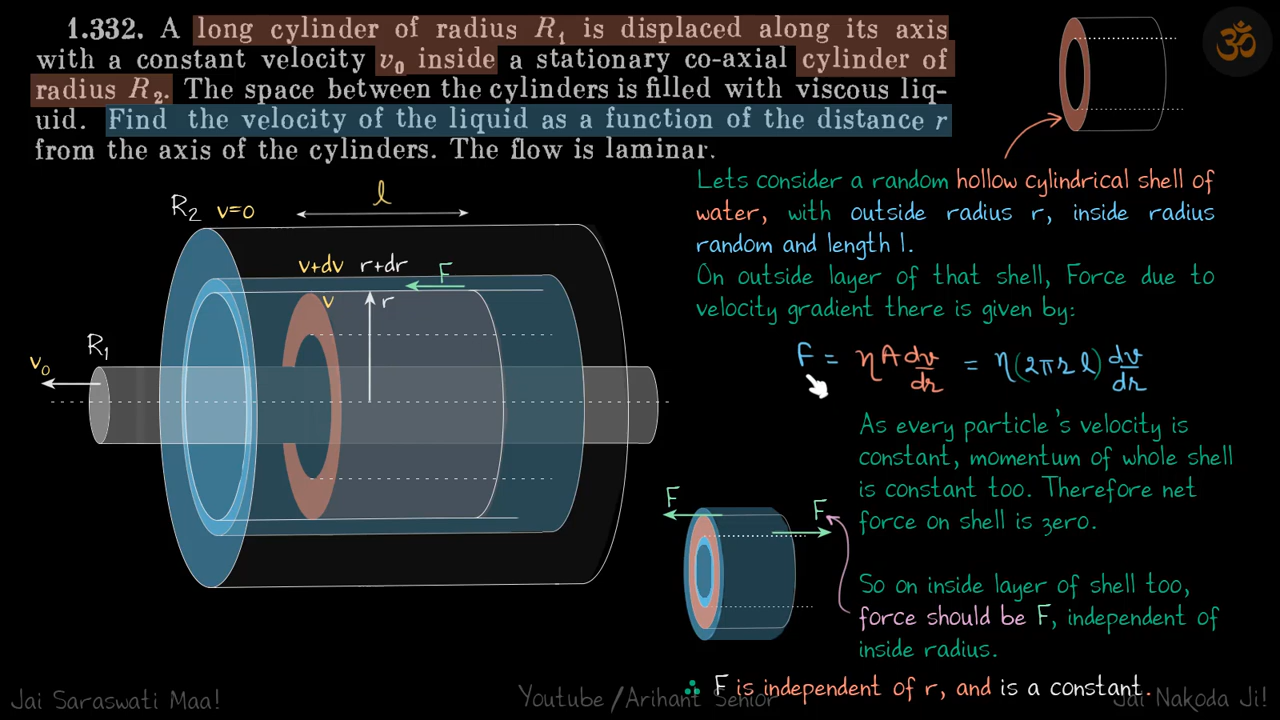 1.332. A long cylinder of radius R₁ is displaced along its axis
with a constant velocity v₀ inside a stationary co-axial cylinder of
radius R₂. The space between the cylinders is filled with viscous liq-
uid. Find the velocity of the liquid as a function of the distance r
from the axis of the cylinders. The flow is laminar.
ॐ
Lets consider a random hollow cylindrical shell of
water, with outside radius r, inside radius
random and length l.
On outside layer of that shell, Force due to
velocity gradient there is given by:
F = ηA dv/dr = η(2πrl) dv/dr
As every particle's velocity is
constant, momentum of whole shell
is constant too. Therefore net
force on shell is zero.
So on inside layer of shell too,
force should be F, independent of
inside radius.
∴ F is independent of r, and is a constant.
l
R₂ v=0
v+dv r+dr F
v r
R₁
v₀
F
F
Jai Saraswati Maa!
Youtube /Arihant Senior
Jai Nakoda Ji!